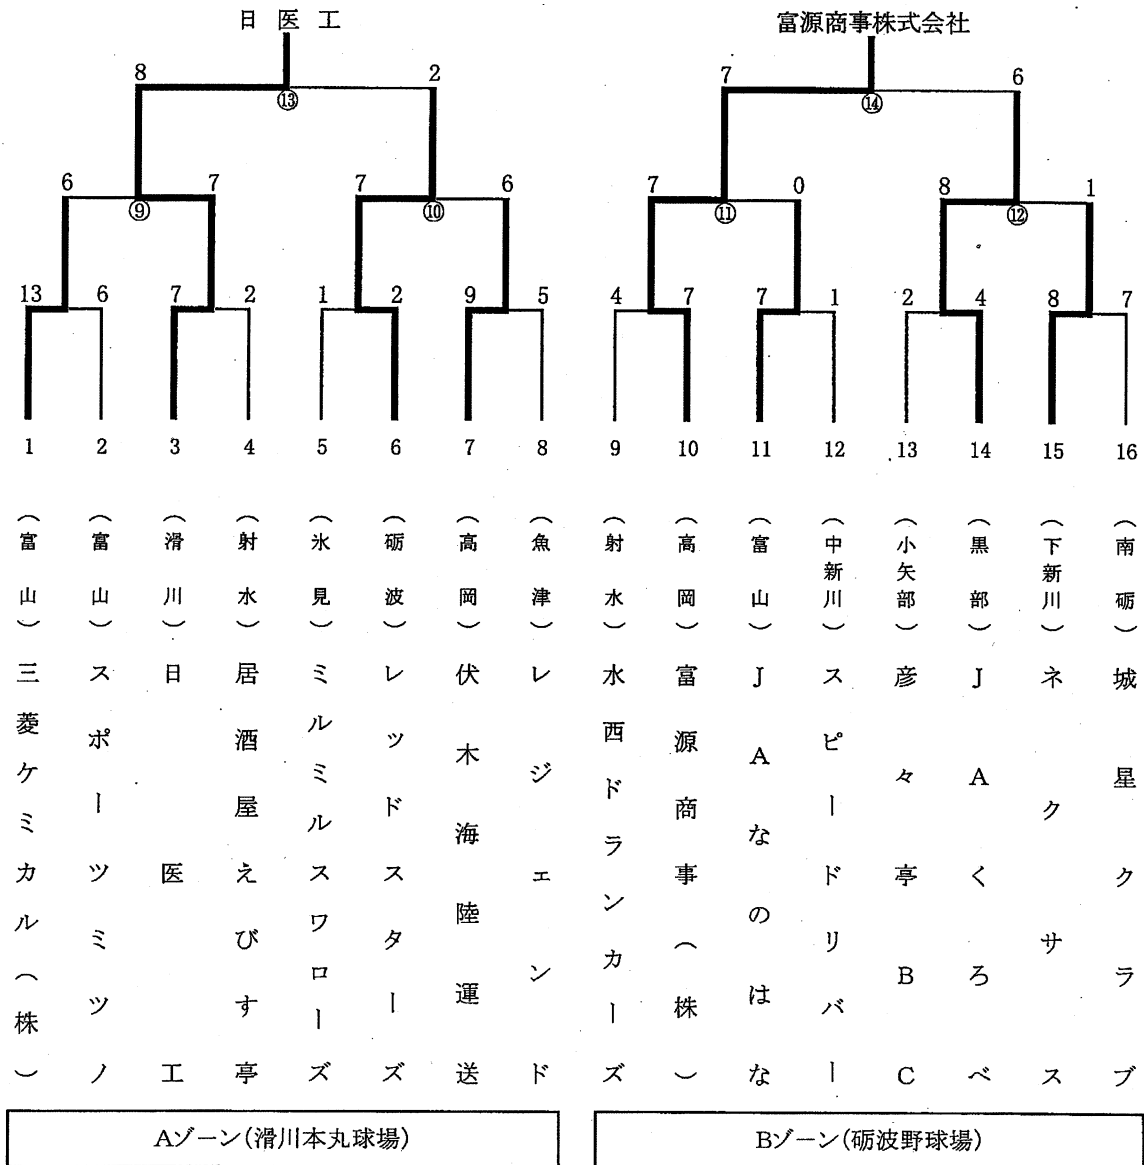 日医工 富源商事株式会社
8 2 7 6
⑬ ⑭
6 7 7 6 7 0 8 1
⑨ ⑩ ⑪ ⑫
13 6 7 2 1 2 9 5 4 7 7 1 2 4 8 7
1 2 3 4 5 6 7 8 9 10 11 12 13 14 15 16
（富山）三菱ケミカル（株）
（富山）スポーツミツノ
（滑川）日医工
（射水）居酒屋えびす亭
（氷見）ミルミルスワローズ
（砺波）レッドスターズ
（高岡）伏木海陸運送
（魚津）レジェンド
（射水）水西ドランカーズ
（高岡）富源商事（株）
（富山）JAなのはな
（中新川）スピードリバー
（小矢部）彦々亭BC
（黒部）JAくろべ
（下新川）ネクサス
（南砺）城星クラブ
Aゾーン(滑川本丸球場)
Bゾーン(砺波野球場)